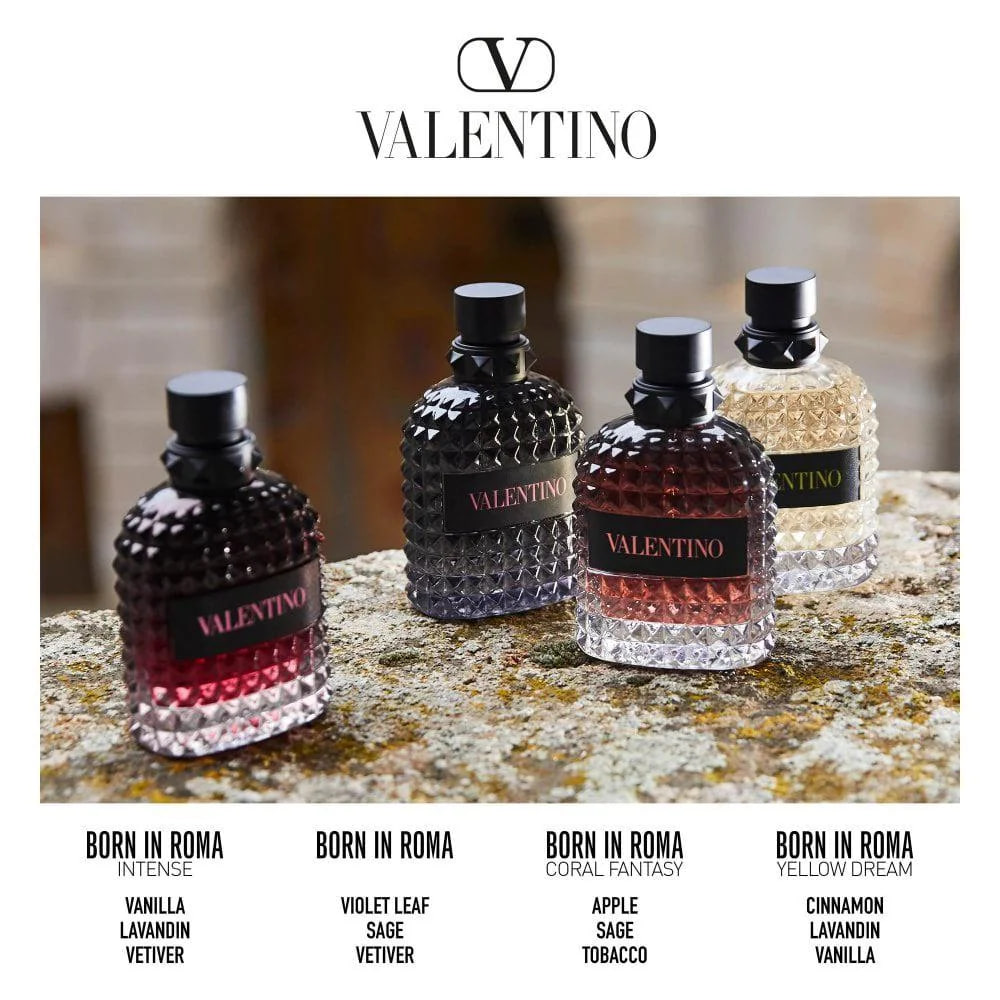 V
VALENTINO
VALENTINO
VALENTINO
VALENTINO
NTINO
BORN IN ROMA
INTENSE
VANILLA
LAVANDIN
VETIVER
BORN IN ROMA
VIOLET LEAF
SAGE
VETIVER
BORN IN ROMA
CORAL FANTASY
APPLE
SAGE
TOBACCO
BORN IN ROMA
YELLOW DREAM
CINNAMON
LAVANDIN
VANILLA